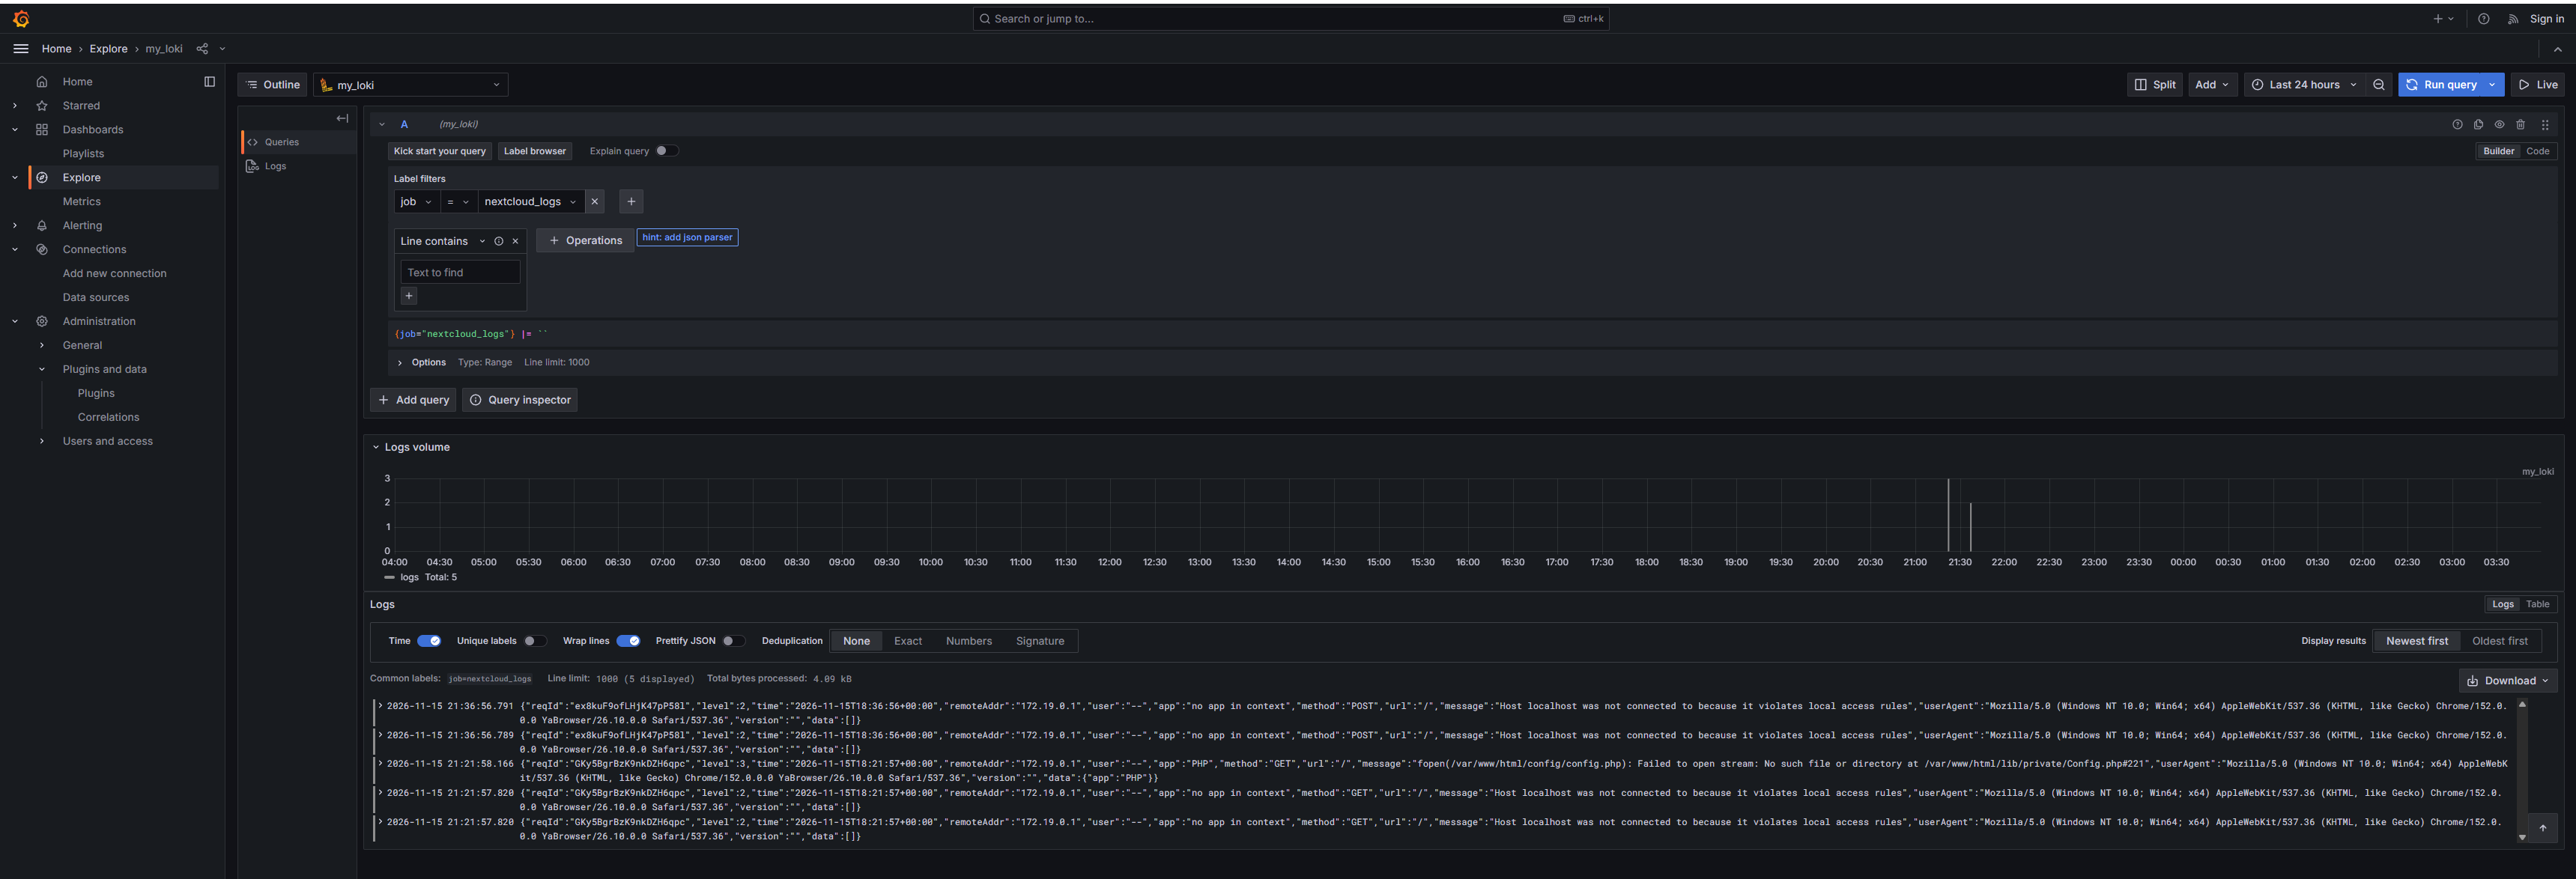 Search or jump to...
ctrl+k
Sign in
Home › Explore › my_loki
Home
Starred
Dashboards
Playlists
Explore
Metrics
Alerting
Connections
Add new connection
Data sources
Administration
General
Plugins and data
Plugins
Correlations
Users and access
Outline
my_loki
Split
Add
Last 24 hours
Run query
Live
Queries
Logs
A (my_loki)
Kick start your query
Label browser
Explain query
Builder
Code
Label filters
job = nextcloud_logs
Line contains
Operations
hint: add json parser
Text to find
{job="nextcloud_logs"} |= ``
Options Type: Range Line limit: 1000
Add query
Query inspector
Logs volume
my_loki
3
2
1
0
04:00 04:30 05:00 05:30 06:00 06:30 07:00 07:30 08:00 08:30 09:00 09:30 10:00 10:30 11:00 11:30 12:00 12:30 13:00 13:30 14:00 14:30 15:00 15:30 16:00 16:30 17:00 17:30 18:00 18:30 19:00 19:30 20:00 20:30 21:00 21:30 22:00 22:30 23:00 23:30 00:00 00:30 01:00 01:30 02:00 02:30 03:00 03:30
logs Total: 5
Logs
Logs Table
Time
Unique labels
Wrap lines
Prettify JSON
Deduplication
None Exact Numbers Signature
Display results
Newest first Oldest first
Common labels: job=nextcloud_logs Line limit: 1000 (5 displayed) Total bytes processed: 4.09 kB
Download
2026-11-15 21:36:56.791 {"reqId":"ex8kuF9ofLHjK47pP58l","level":2,"time":"2026-11-15T18:36:56+00:00","remoteAddr":"172.19.0.1","user":"--","app":"no app in context","method":"POST","url":"/","message":"Host localhost was not connected to because it violates local access rules","userAgent":"Mozilla/5.0 (Windows NT 10.0; Win64; x64) AppleWebKit/537.36 (KHTML, like Gecko) Chrome/152.0.
0.0 YaBrowser/26.10.0.0 Safari/537.36","version":"","data":[]}
2026-11-15 21:36:56.789 {"reqId":"ex8kuF9ofLHjK47pP58l","level":2,"time":"2026-11-15T18:36:56+00:00","remoteAddr":"172.19.0.1","user":"--","app":"no app in context","method":"POST","url":"/","message":"Host localhost was not connected to because it violates local access rules","userAgent":"Mozilla/5.0 (Windows NT 10.0; Win64; x64) AppleWebKit/537.36 (KHTML, like Gecko) Chrome/152.0.
0.0 YaBrowser/26.10.0.0 Safari/537.36","version":"","data":[]}
2026-11-15 21:21:58.166 {"reqId":"GKy5BgrBzK9nkDZH6qpc","level":3,"time":"2026-11-15T18:21:57+00:00","remoteAddr":"172.19.0.1","user":"--","app":"PHP","method":"GET","url":"/","message":"fopen(/var/www/html/config/config.php): Failed to open stream: No such file or directory at /var/www/html/lib/private/Config.php#221","userAgent":"Mozilla/5.0 (Windows NT 10.0; Win64; x64) AppleWebK
it/537.36 (KHTML, like Gecko) Chrome/152.0.0.0 YaBrowser/26.10.0.0 Safari/537.36","version":"","data":{"app":"PHP"}}
2026-11-15 21:21:57.820 {"reqId":"GKy5BgrBzK9nkDZH6qpc","level":2,"time":"2026-11-15T18:21:57+00:00","remoteAddr":"172.19.0.1","user":"--","app":"no app in context","method":"GET","url":"/","message":"Host localhost was not connected to because it violates local access rules","userAgent":"Mozilla/5.0 (Windows NT 10.0; Win64; x64) AppleWebKit/537.36 (KHTML, like Gecko) Chrome/152.0.
0.0 YaBrowser/26.10.0.0 Safari/537.36","version":"","data":[]}
2026-11-15 21:21:57.820 {"reqId":"GKy5BgrBzK9nkDZH6qpc","level":2,"time":"2026-11-15T18:21:57+00:00","remoteAddr":"172.19.0.1","user":"--","app":"no app in context","method":"GET","url":"/","message":"Host localhost was not connected to because it violates local access rules","userAgent":"Mozilla/5.0 (Windows NT 10.0; Win64; x64) AppleWebKit/537.36 (KHTML, like Gecko) Chrome/152.0.
0.0 YaBrowser/26.10.0.0 Safari/537.36","version":"","data":[]}